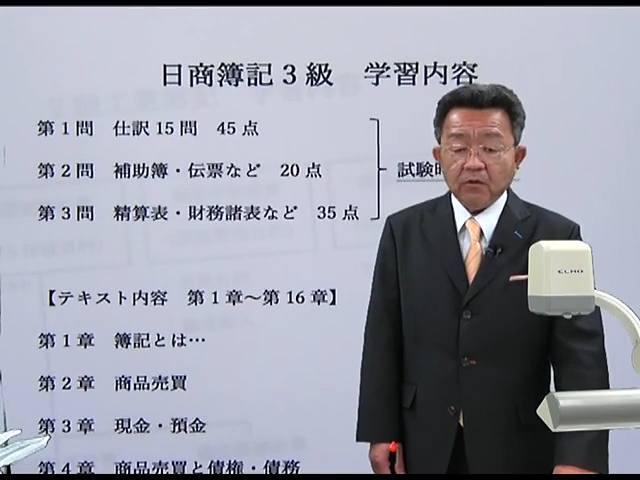 日商簿記3級 学習内容
第1問 仕訳15問 45点
第2問 補助簿・伝票など 20点
試験時
第3問 精算表・財務諸表など 35点
【テキスト内容 第1章～第16章】
第1章 簿記とは…
第2章 商品売買
第3章 現金・預金
第4章 商品売買と債権・債務
ELMO